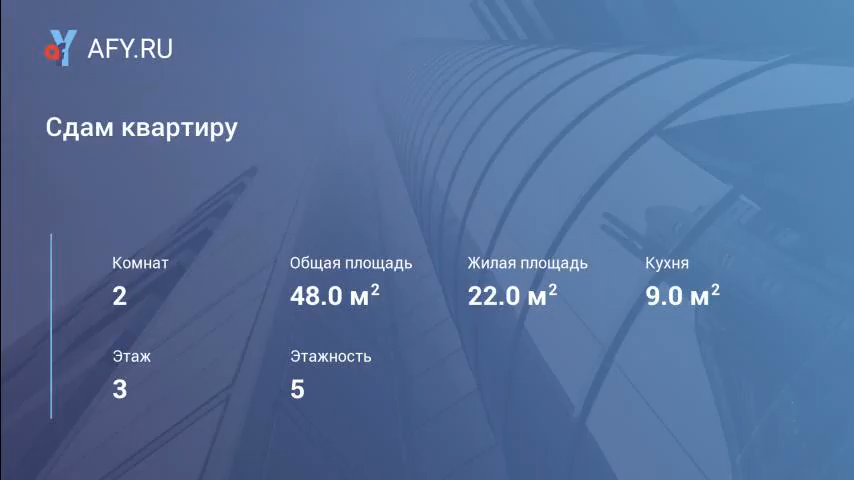 AFY.RU
Сдам квартиру
Комнат
2
Общая площадь
48.0 м²
Жилая площадь
22.0 м²
Кухня
9.0 м²
Этаж
3
Этажность
5